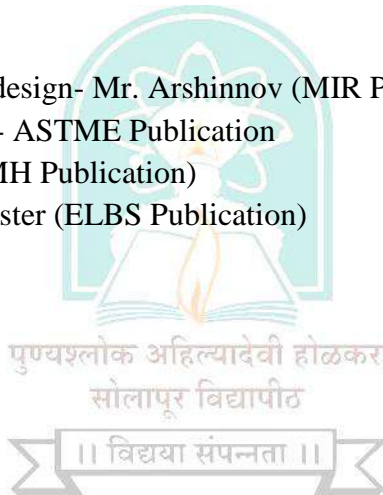 design- Mr. Arshinnov (MIR P
- ASTME Publication
MH Publication)
ster (ELBS Publication)
पुण्यश्लोक अहिल्यादेवी होळकर
सोलापूर विद्यापीठ
।। विद्यया संपन्नता ।।